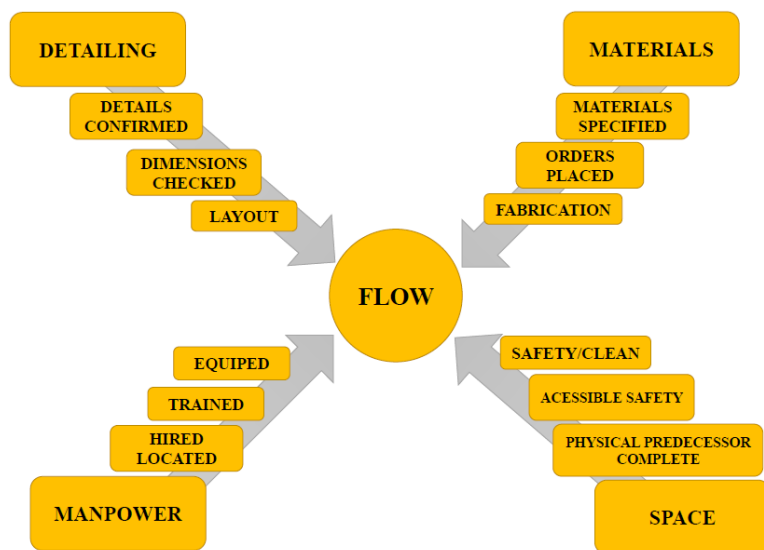 DETAILING
DETAILS
CONFIRMED
DIMENSIONS
CHECKED
LAYOUT
MATERIALS
MATERIALS
SPECIFIED
ORDERS
PLACED
FABRICATION
FLOW
EQUIPED
TRAINED
HIRED
LOCATED
MANPOWER
SAFETY/CLEAN
ACESSIBLE SAFETY
PHYSICAL PREDECESSOR
COMPLETE
SPACE